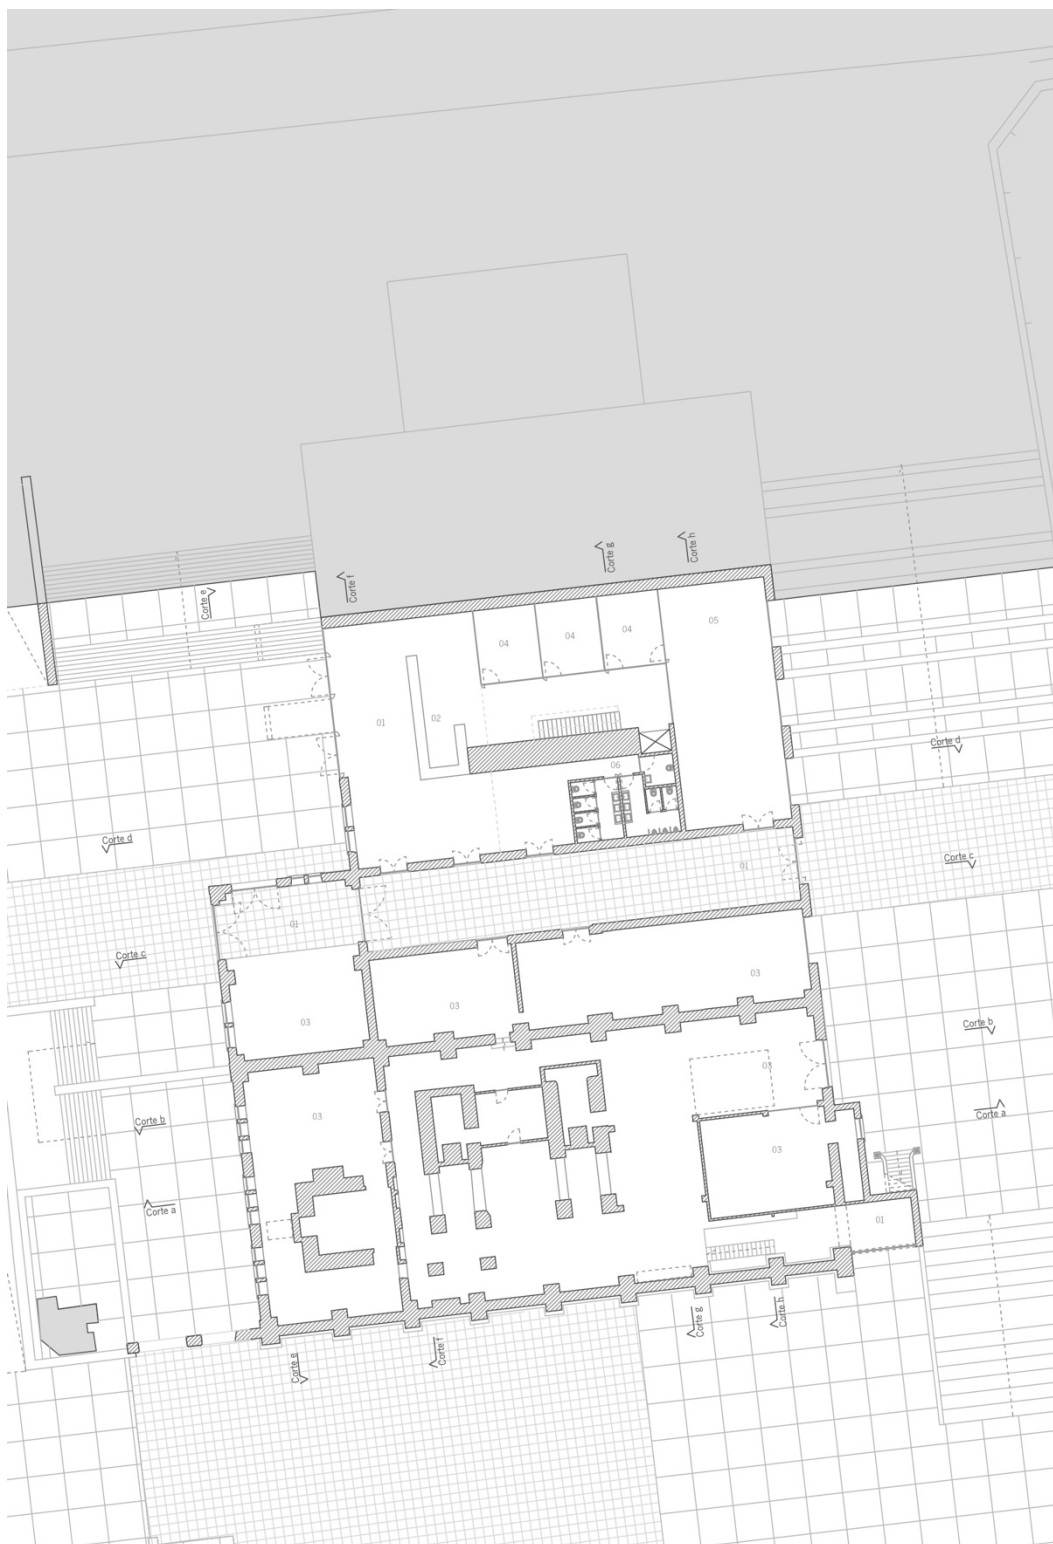 Corte f
Corte g
Corte h
Corte e
04
04
04
05
01
02
06
Corte d
Corte d
Corte c
01
01
Corte c
03
03
03
Corte b
03
03
Corte b
Corte a
03
Corte a
01
Corte g
Corte h
Corte f
Corte e